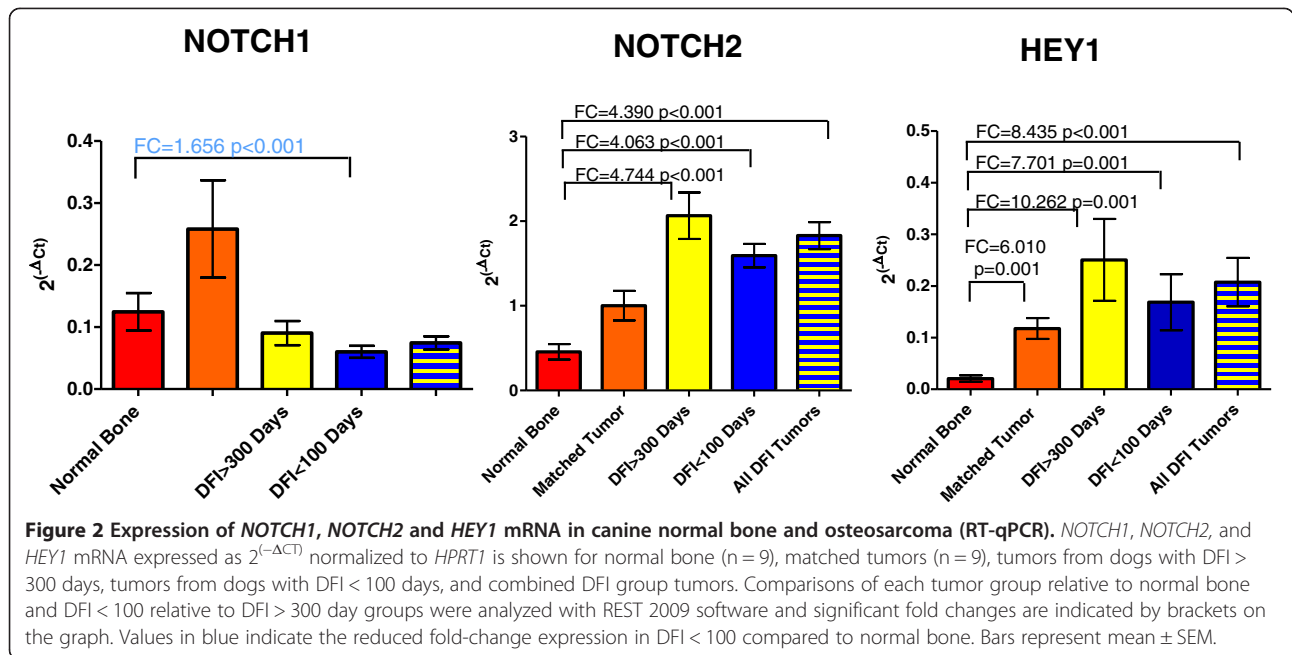 NOTCH1
NOTCH2
HEY1
0.4
0.3
0.2
0.1
0.0
2(-ΔCt)
FC=1.656 p<0.001
Normal Bone
DFI>300 Days
DFI<100 Days
3
2
1
0
2(-ΔCt)
FC=4.390 p<0.001
FC=4.063 p<0.001
FC=4.744 p<0.001
Normal Bone
Matched Tumor
DFI>300 Days
DFI<100 Days
All DFI Tumors
0.5
0.4
0.3
0.2
0.1
0.0
2(-ΔCt)
FC=8.435 p<0.001
FC=7.701 p=0.001
FC=10.262 p=0.001
FC=6.010
p=0.001
Normal Bone
Matched Tumor
DFI>300 Days
DFI<100 Days
All DFI Tumors
Figure 2 Expression of NOTCH1, NOTCH2 and HEY1 mRNA in canine normal bone and osteosarcoma (RT-qPCR). NOTCH1, NOTCH2, and
HEY1 mRNA expressed as 2(−ΔCT) normalized to HPRT1 is shown for normal bone (n = 9), matched tumors (n = 9), tumors from dogs with DFI >
300 days, tumors from dogs with DFI < 100 days, and combined DFI group tumors. Comparisons of each tumor group relative to normal bone
and DFI < 100 relative to DFI > 300 day groups were analyzed with REST 2009 software and significant fold changes are indicated by brackets on
the graph. Values in blue indicate the reduced fold-change expression in DFI < 100 compared to normal bone. Bars represent mean ± SEM.